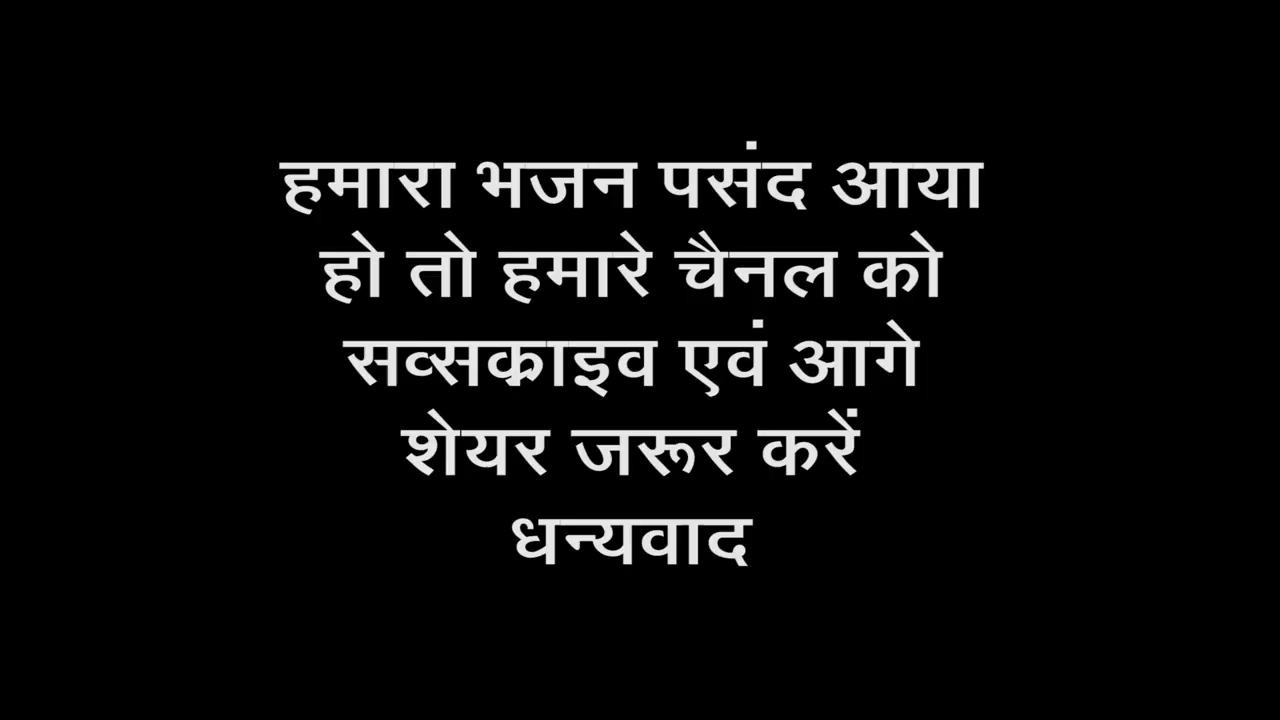 हमारा भजन पसंद आया
हो तो हमारे चैनल को
सव्सक्राइव एवं आगे
शेयर जरूर करें
धन्यवाद